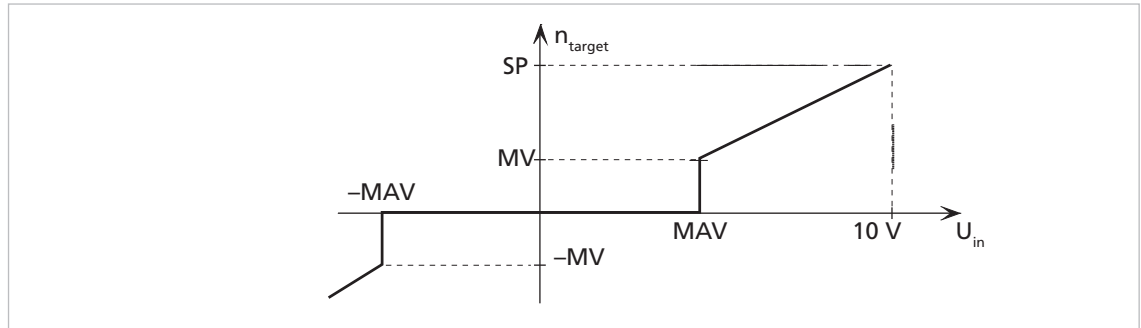 n_target
SP
MV
–MAV
MAV
10 V
U_in
–MV